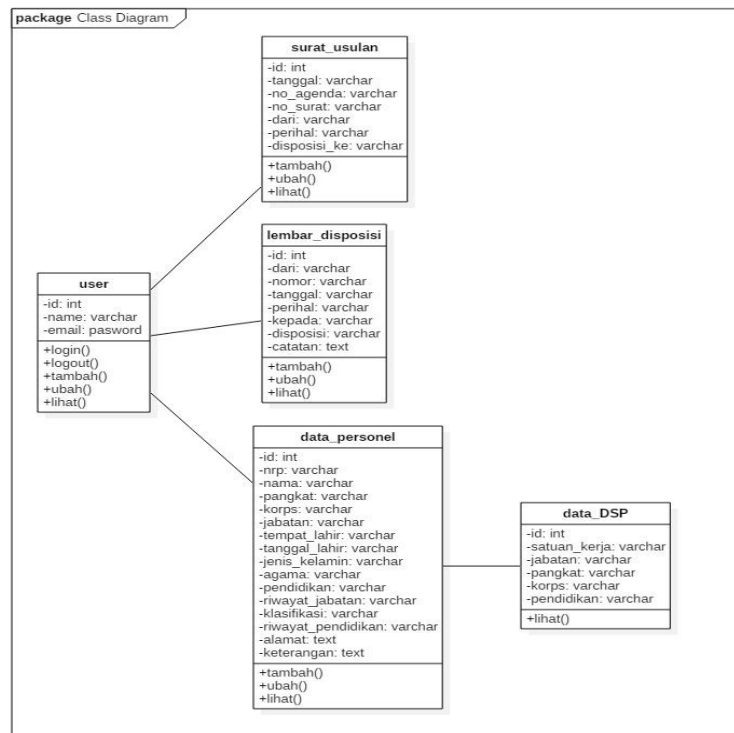 package Class Diagram
surat_usulan
-id: int
-tanggal: varchar
-no_agenda: varchar
-no_surat: varchar
-dari: varchar
-perihal: varchar
-disposisi_ke: varchar
+tambah()
+ubah()
+lihat()
lembar_disposisi
-id: int
-dari: varchar
-nomor: varchar
-tanggal: varchar
-perihal: varchar
-kepada: varchar
-disposisi: varchar
-catatan: text
+tambah()
+ubah()
+lihat()
user
-id: int
-name: varchar
-email: pasword
+login()
+logout()
+tambah()
+ubah()
+lihat()
data_personel
-id: int
-nrp: varchar
-nama: varchar
-pangkat: varchar
-korps: varchar
-jabatan: varchar
-tempat_lahir: varchar
-tanggal_lahir: varchar
-jenis_kelamin: varchar
-agama: varchar
-pendidikan: varchar
-riwayat_jabatan: varchar
-klasifikasi: varchar
-riwayat_pendidikan: varchar
-alamat: text
-keterangan: text
+tambah()
+ubah()
+lihat()
data_DSP
-id: int
-satuan_kerja: varchar
-jabatan: varchar
-pangkat: varchar
-korps: varchar
-pendidikan: varchar
+lihat()